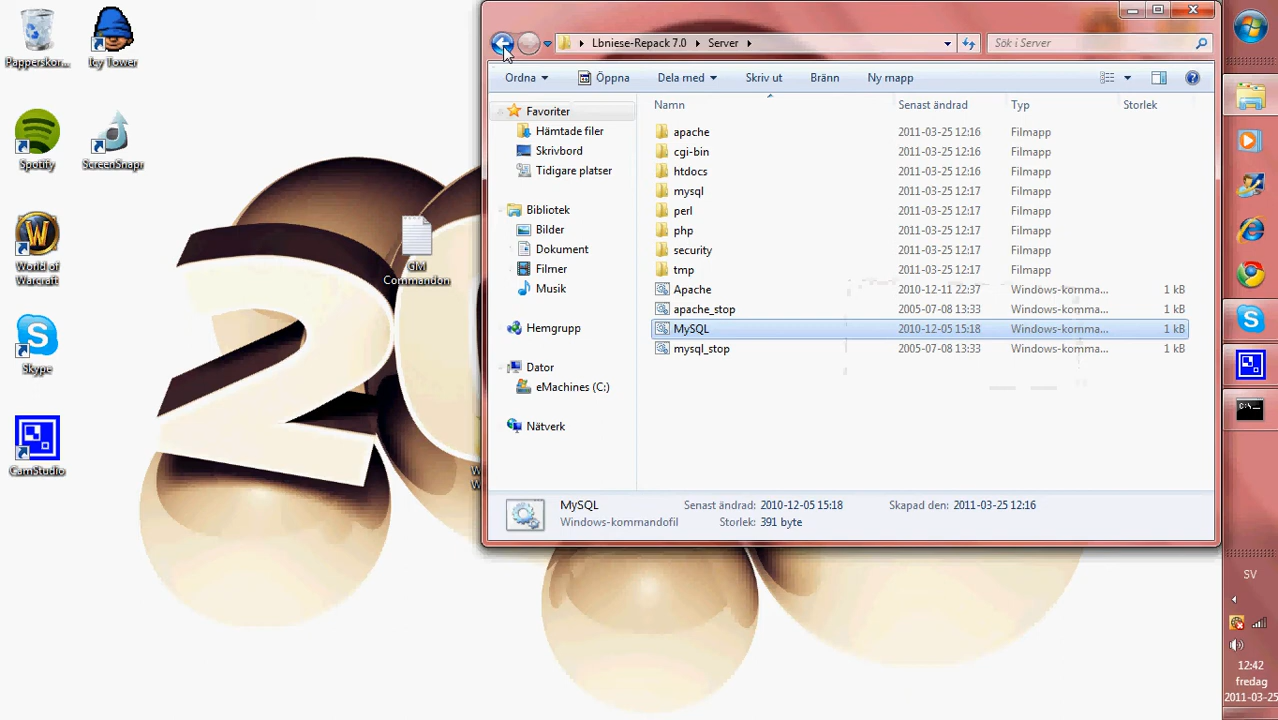 Papperskor...
Icy Tower
Spotify
ScreenSnapr
World of
Warcraft
Skype
CamStudio
GM
Commandon
Lbniese-Repack 7.0
Server
Sök i Server
Ordna
Öppna
Dela med
Skriv ut
Bränn
Ny mapp
Favoriter
Hämtade filer
Skrivbord
Tidigare platser
Bibliotek
Bilder
Dokument
Filmer
Musik
Hemgrupp
Dator
eMachines (C:)
Nätverk
Namn Senast ändrad Typ Storlek
apache 2011-03-25 12:16 Filmapp
cgi-bin 2011-03-25 12:16 Filmapp
htdocs 2011-03-25 12:16 Filmapp
mysql 2011-03-25 12:17 Filmapp
perl 2011-03-25 12:17 Filmapp
php 2011-03-25 12:17 Filmapp
security 2011-03-25 12:17 Filmapp
tmp 2011-03-25 12:17 Filmapp
Apache 2010-12-11 22:37 Windows-komma... 1 kB
apache_stop 2005-07-08 13:33 Windows-komma... 1 kB
MySQL 2010-12-05 15:18 Windows-komma... 1 kB
mysql_stop 2005-07-08 13:33 Windows-komma... 1 kB
MySQL Senast ändrad: 2010-12-05 15:18 Skapad den: 2011-03-25 12:16
Windows-kommandofil Storlek: 391 byte
SV
12:42
fredag
2011-03-25